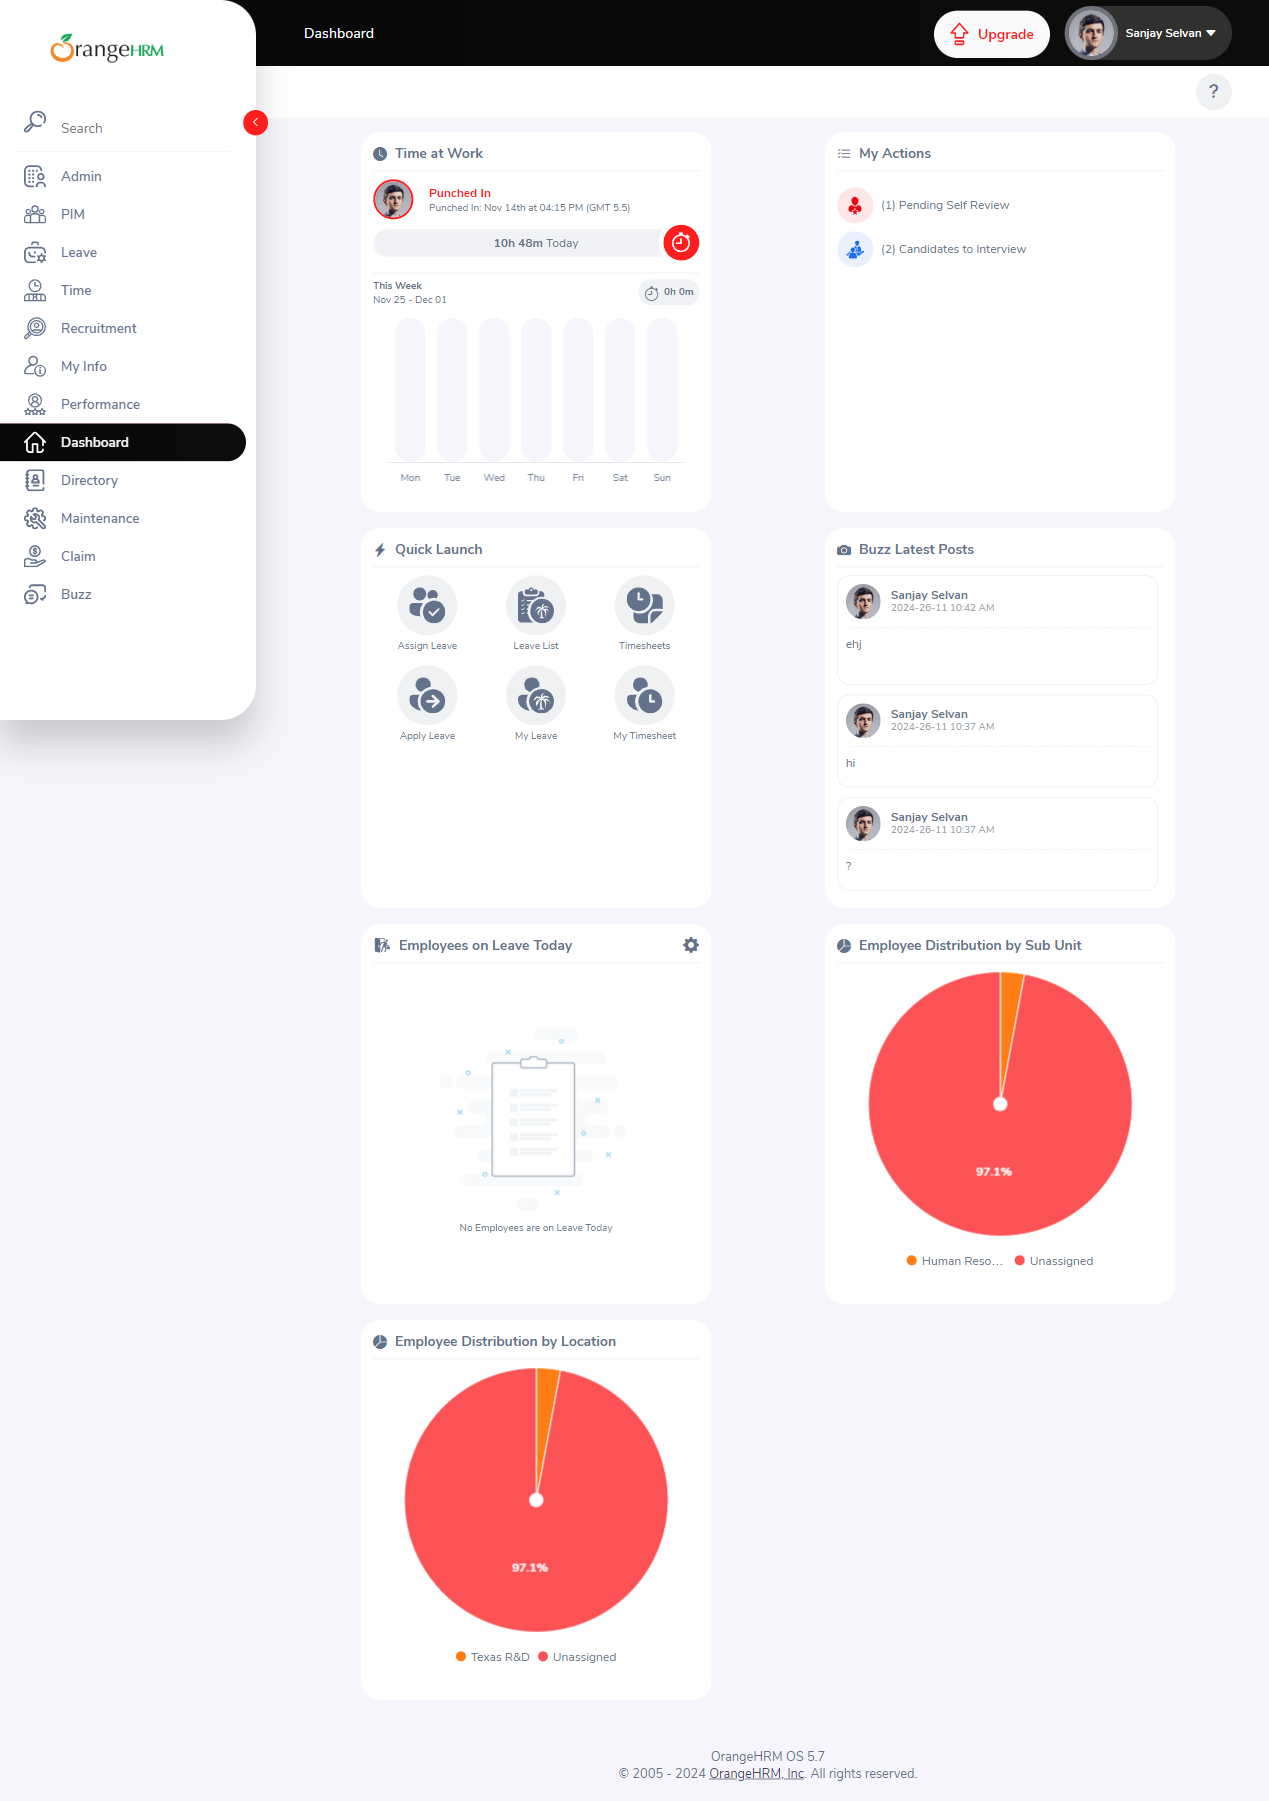 OrangeHRM
Search
Admin
PIM
Leave
Time
Recruitment
My Info
Performance
Dashboard
Directory
Maintenance
Claim
Buzz
Dashboard
Upgrade
Sanjay Selvan
?
Time at Work
Punched In
Punched In: Nov 14th at 04:15 PM (GMT 5.5)
10h 48m Today
This Week
Nov 25 - Dec 01
0h 0m
Mon Tue Wed Thu Fri Sat Sun
My Actions
(1) Pending Self Review
(2) Candidates to Interview
Quick Launch
Assign Leave
Leave List
Timesheets
Apply Leave
My Leave
My Timesheet
Buzz Latest Posts
Sanjay Selvan
2024-26-11 10:42 AM
ehj
Sanjay Selvan
2024-26-11 10:37 AM
hi
Sanjay Selvan
2024-26-11 10:37 AM
?
Employees on Leave Today
No Employees are on Leave Today
Employee Distribution by Sub Unit
97.1%
Human Reso...
Unassigned
Employee Distribution by Location
97.1%
Texas R&D
Unassigned
OrangeHRM OS 5.7
© 2005 - 2024 OrangeHRM, Inc. All rights reserved.